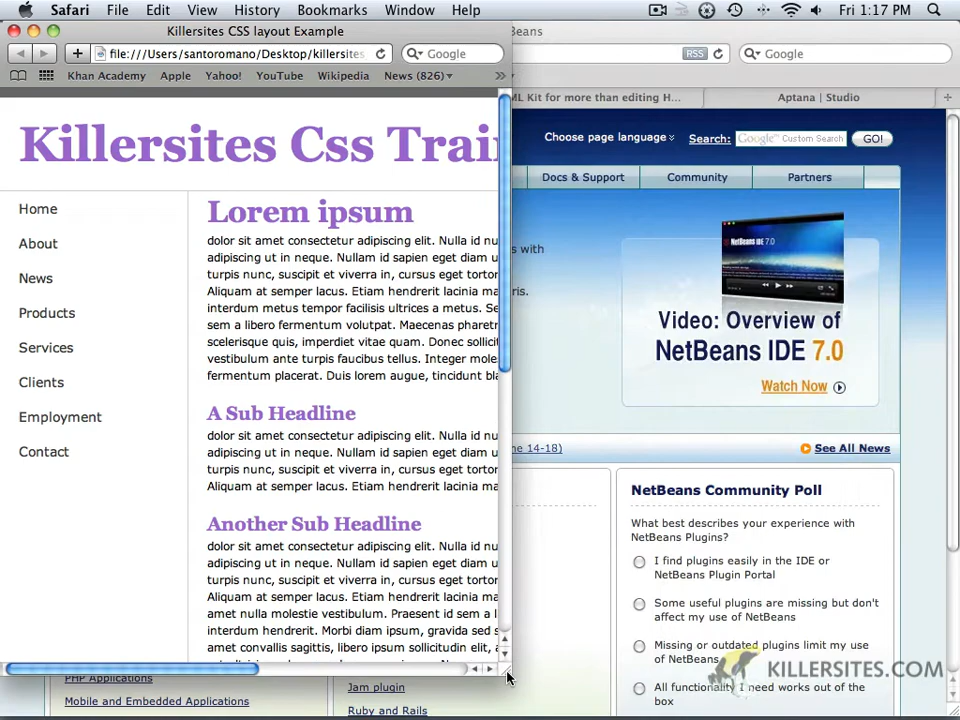 Safari File Edit View History Bookmarks Window Help Fri 1:17 PM
Killersites CSS layout Example
file:///Users/santoromano/Desktop/killersites
Google
Khan Academy Apple Yahoo! YouTube Wikipedia News (826)
Killersites Css Trai
Home
About
News
Products
Services
Clients
Employment
Contact
Lorem ipsum
dolor sit amet consectetur adipiscing elit. Nulla id nu
adipiscing ut in neque. Nullam id sapien eget diam u
turpis nunc, suscipit et viverra in, cursus eget tortor
Aliquam at semper lacus. Etiam hendrerit lacinia ma
interdum metus tempor facilisis ultrices a metus. Se
sem a libero fermentum volutpat. Maecenas pharetr
scelerisque quis, imperdiet vitae quam. Donec sollicit
vestibulum ante turpis faucibus tellus. Integer moles
fermentum placerat. Duis lorem augue, tincidunt bla
A Sub Headline
dolor sit amet consectetur adipiscing elit. Nulla id nu
adipiscing ut in neque. Nullam id sapien eget diam u
turpis nunc, suscipit et viverra in, cursus eget tortor
Aliquam at semper lacus. Etiam hendrerit lacinia ma
Another Sub Headline
dolor sit amet consectetur adipiscing elit. Nulla id nu
adipiscing ut in neque. Nullam id sapien eget diam u
turpis nunc, suscipit et viverra in, cursus eget tortor
Aliquam at semper lacus. Etiam hendrerit lacinia ma
amet nulla molestie vestibulum. Praesent id sem a l
interdum hendrerit. Morbi diam ipsum, gravida sed s
amet convallis sagittis, libero ipsum sollicitudin est,
Beans
RSS
Google
ML Kit for more than editing H...
Aptana | Studio
Choose page language
Search:
Google™ Custom Search
GO!
Docs & Support
Community
Partners
s with
ris.
NetBeans IDE 7.0
Video: Overview of
NetBeans IDE 7.0
Watch Now
ne 14-18)
See All News
NetBeans Community Poll
What best describes your experience with
NetBeans Plugins?
I find plugins easily in the IDE or
NetBeans Plugin Portal
Some useful plugins are missing but don't
affect my use of NetBeans
Missing or outdated plugins limit my use
of NetBeans
All functionality I need works out of the
box
PHP Applications
Mobile and Embedded Applications
Jam plugin
Ruby and Rails
KILLERSITES.COM